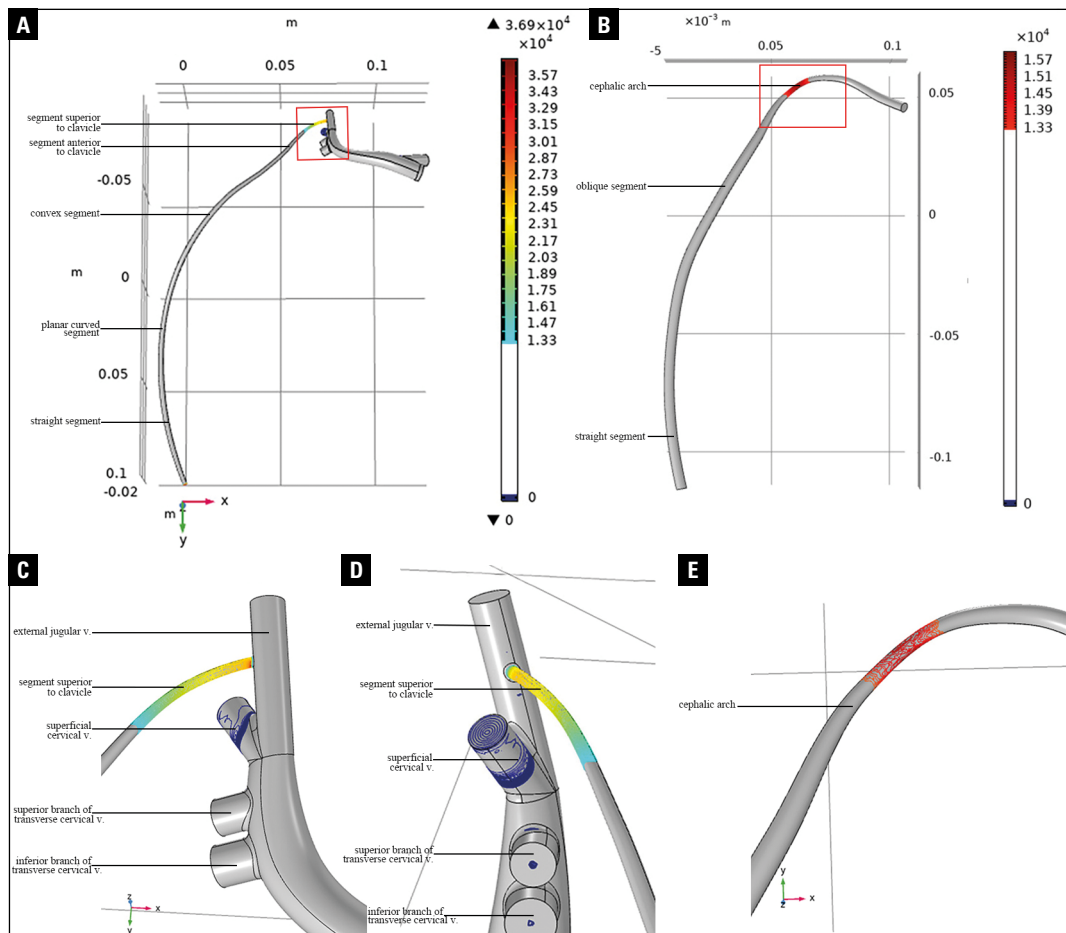 A
m
3.69×10⁴
×10⁴
0
0.05
0.1
3.57
3.43
3.29
3.15
3.01
2.87
2.73
2.59
2.45
2.31
2.17
2.03
1.89
1.75
1.61
1.47
1.33
0
0
segment superior
to clavicle
segment anterior
to clavicle
-0.05
convex segment
m
0
planar curved
segment
0.05
straight segment
0.1
-0.02
m
z
x
y
B
×10⁻³ m
-5
0.05
0.1
×10⁴
1.57
1.51
1.45
1.39
1.33
0
cephalic arch
0.05
oblique segment
0
-0.05
straight segment
-0.1
C
external jugular v.
segment superior
to clavicle
superficial
cervical v.
superior branch of
transverse cervical v.
inferior branch of
transverse cervical v.
z
x
y
D
external jugular v.
segment superior
to clavicle
superficial
cervical v.
superior branch of
transverse cervical v.
inferior branch of
transverse cervical v.
E
cephalic arch
y
z
x